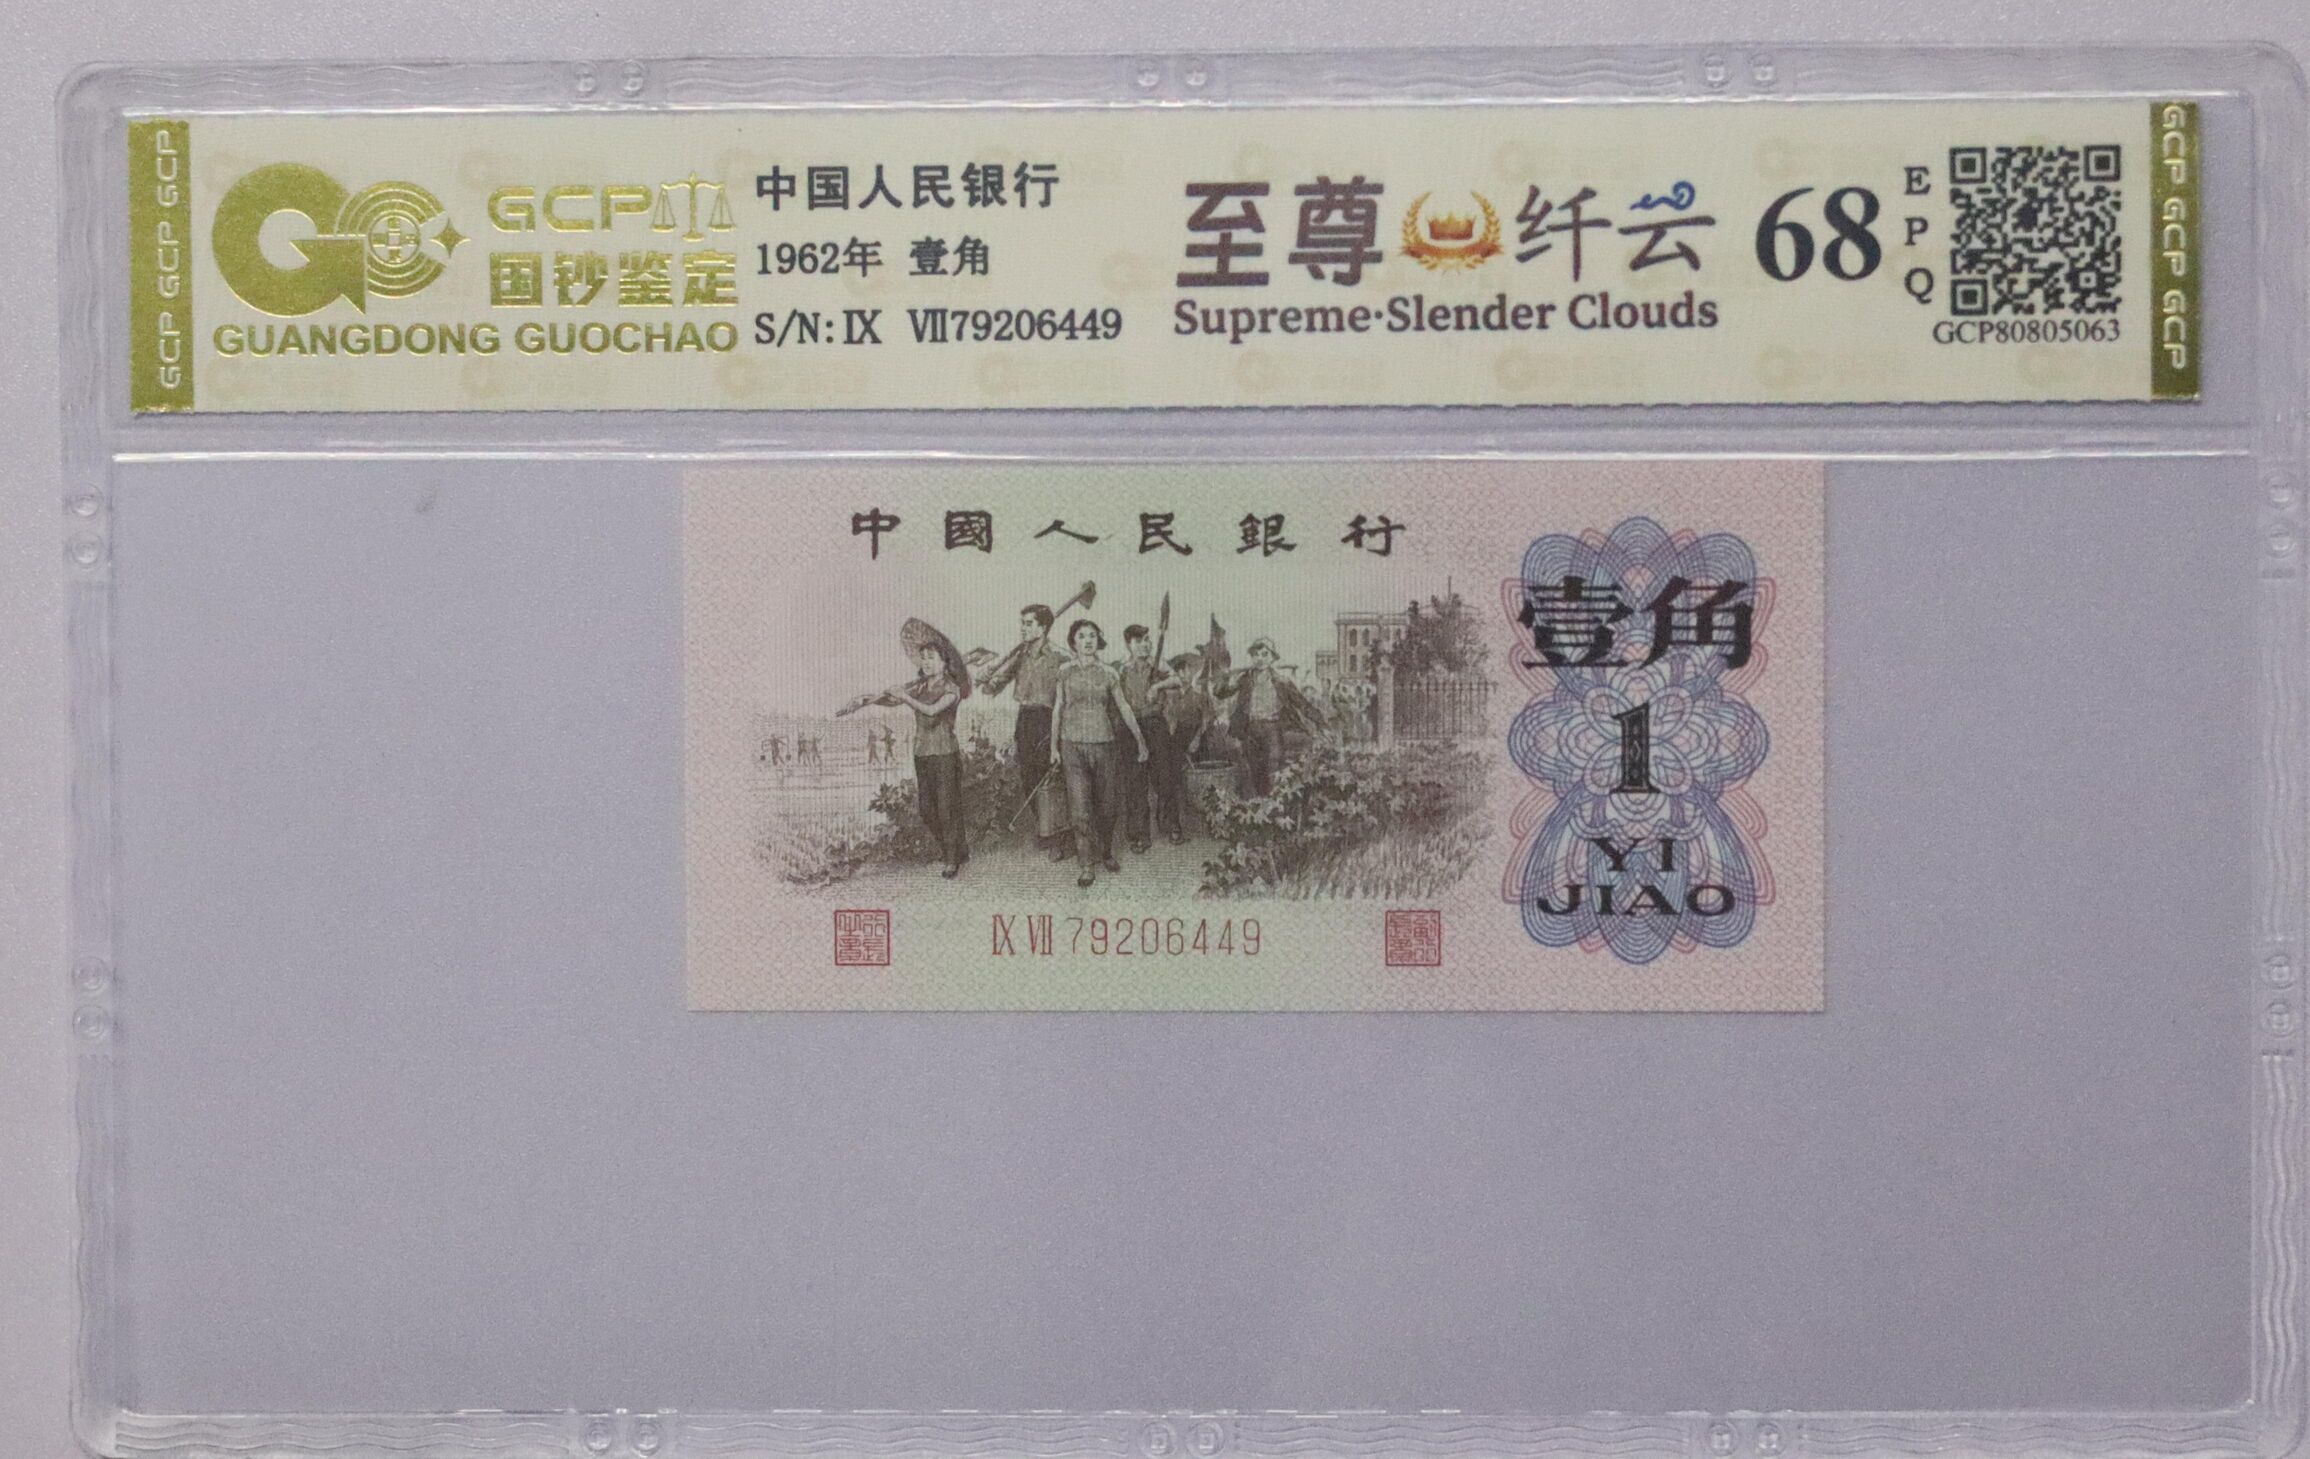 GCP GCP GCP
GCP
国钞鉴定
GUANGDONG GUOCHAO
中国人民银行
1962年 壹角
S/N: IX VII79206449
至尊 纤云
Supreme·Slender Clouds
68
EPQ
GCP80805063
GCP GCP GCP
中國人民銀行
壹角
1
YI
JIAO
IX VII 79206449